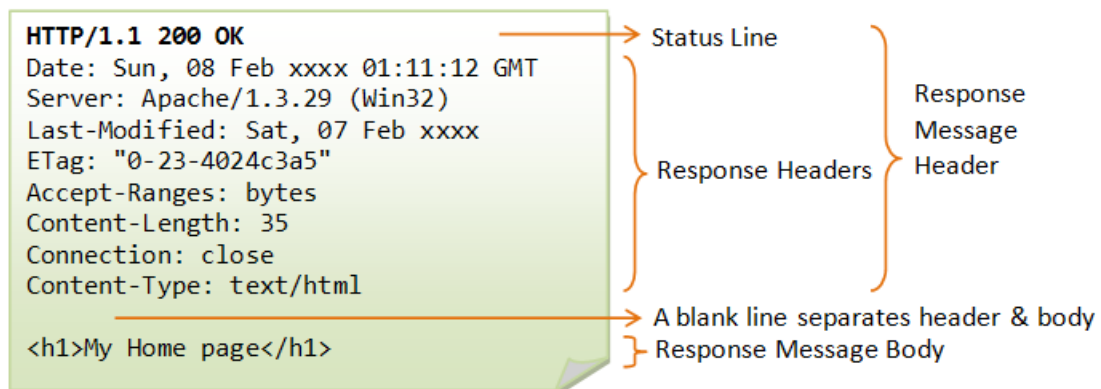 HTTP/1.1 200 OK
Date: Sun, 08 Feb xxxx 01:11:12 GMT
Server: Apache/1.3.29 (Win32)
Last-Modified: Sat, 07 Feb xxxx
ETag: "0-23-4024c3a5"
Accept-Ranges: bytes
Content-Length: 35
Connection: close
Content-Type: text/html
<h1>My Home page</h1>
Status Line
Response Headers
A blank line separates header & body
Response Message Body
Response
Message
Header